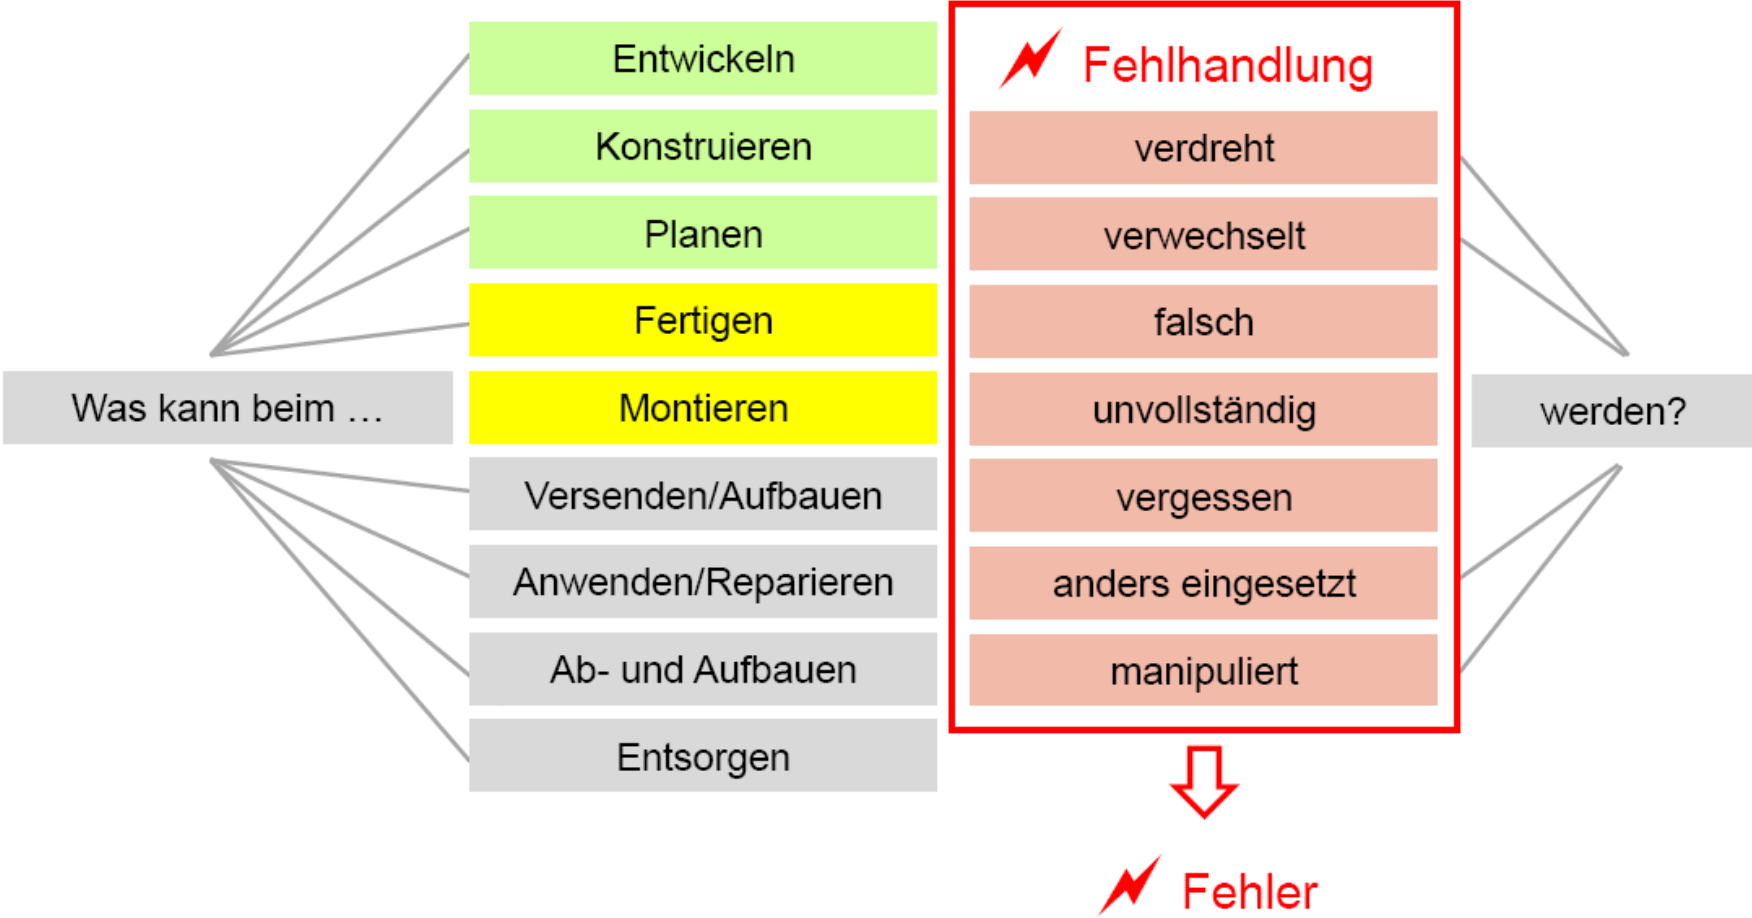 Was kann beim …
Entwickeln
Konstruieren
Planen
Fertigen
Montieren
Versenden/Aufbauen
Anwenden/Reparieren
Ab- und Aufbauen
Entsorgen
Fehlhandlung
verdreht
verwechselt
falsch
unvollständig
vergessen
anders eingesetzt
manipuliert
werden?
Fehler